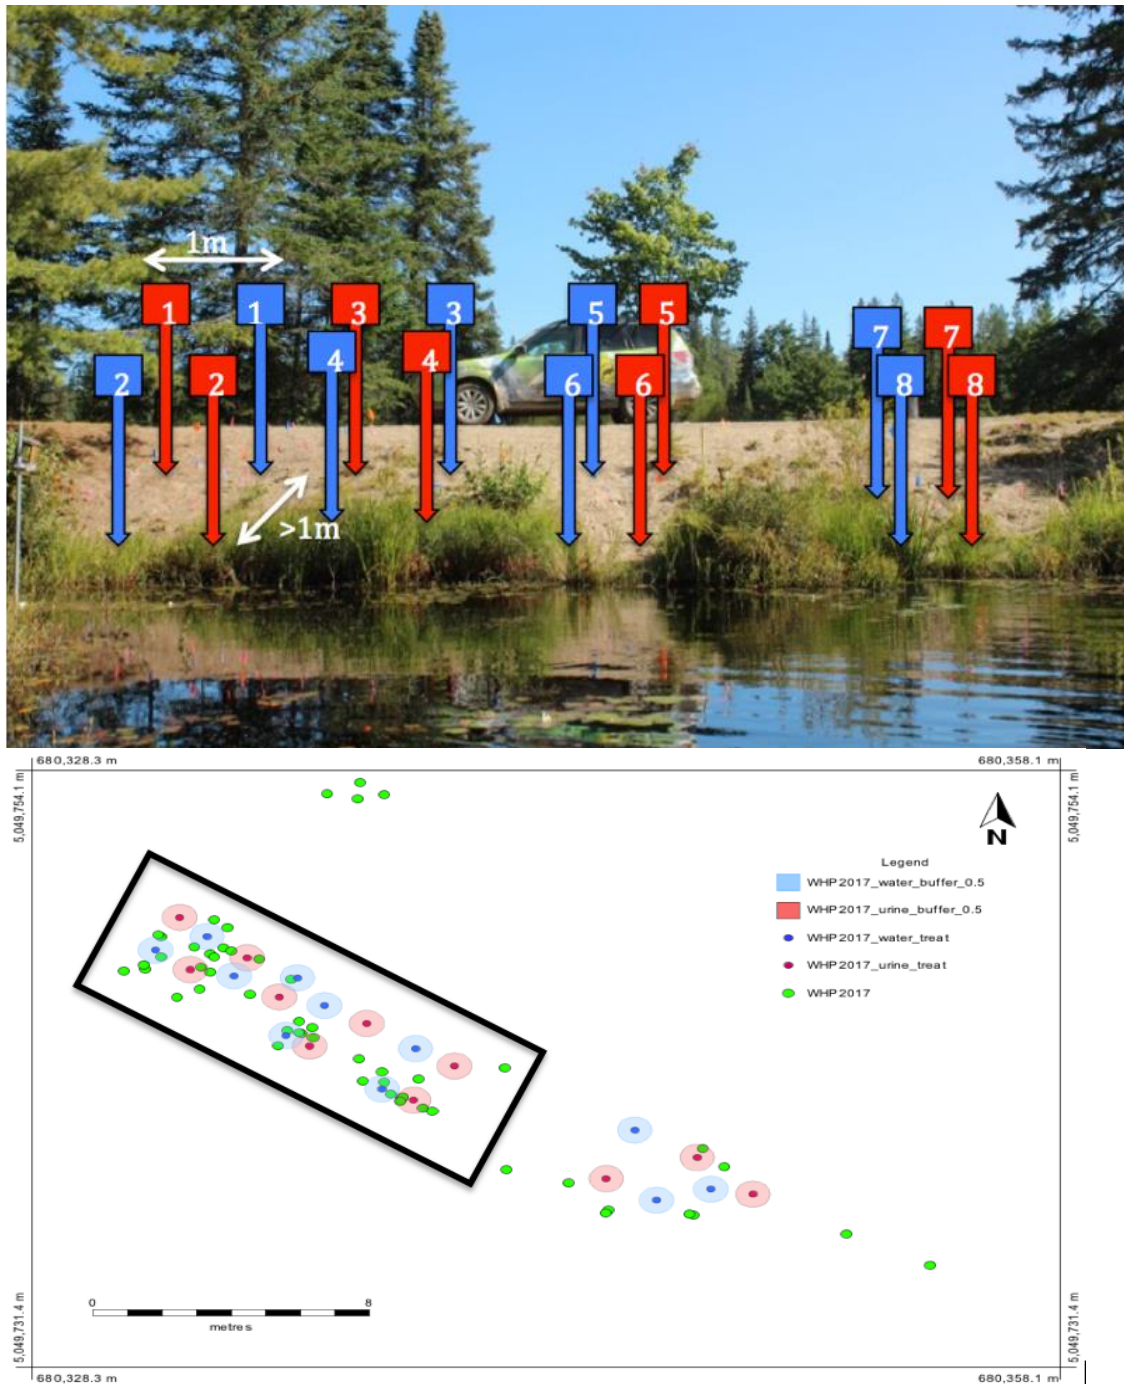 1m
1 1 3 3 5 5 7 7
2 2 4 4 6 6 8 8
>1m
680,328.3 m 680,358.1 m
5,049,754.1 m 5,049,754.1 m
N
Legend
WHP2017_water_buffer_0.5
WHP2017_urine_buffer_0.5
WHP2017_water_treat
WHP2017_urine_treat
WHP2017
0 8
metres
5,049,731.4 m 5,049,731.4 m
680,328.3 m 680,358.1 m